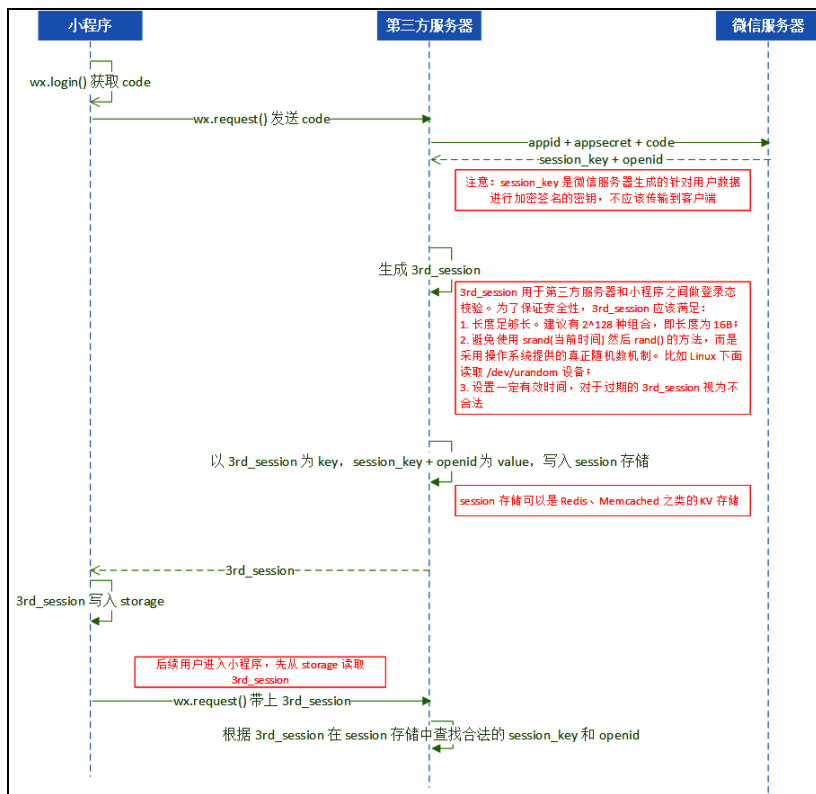 小程序
第三方服务器
微信服务器
wx.login() 获取 code
wx.request() 发送 code
appid + appsecret + code
session_key + openid
注意：session_key 是微信服务器生成的针对用户数据
进行加密签名的密钥，不应该传输到客户端
生成 3rd_session
3rd_session 用于第三方服务器和小程序之间做登录态
校验。为了保证安全性，3rd_session 应该满足：
1. 长度足够长。建议有 2^128 种组合，即长度为 16B；
2. 避免使用 srand(当前时间) 然后 rand() 的方法，而是
采用操作系统提供的真正随机数机制。比如 Linux 下面
读取 /dev/urandom 设备；
3. 设置一定有效时间，对于过期的 3rd_session 视为不
合法
以 3rd_session 为 key，session_key + openid 为 value，写入 session 存储
session 存储可以是 Redis、Memcached 之类的 KV 存储
3rd_session
3rd_session 写入 storage
后续用户进入小程序，先从 storage 读取
3rd_session
wx.request() 带上 3rd_session
根据 3rd_session 在 session 存储中查找合法的 session_key 和 openid